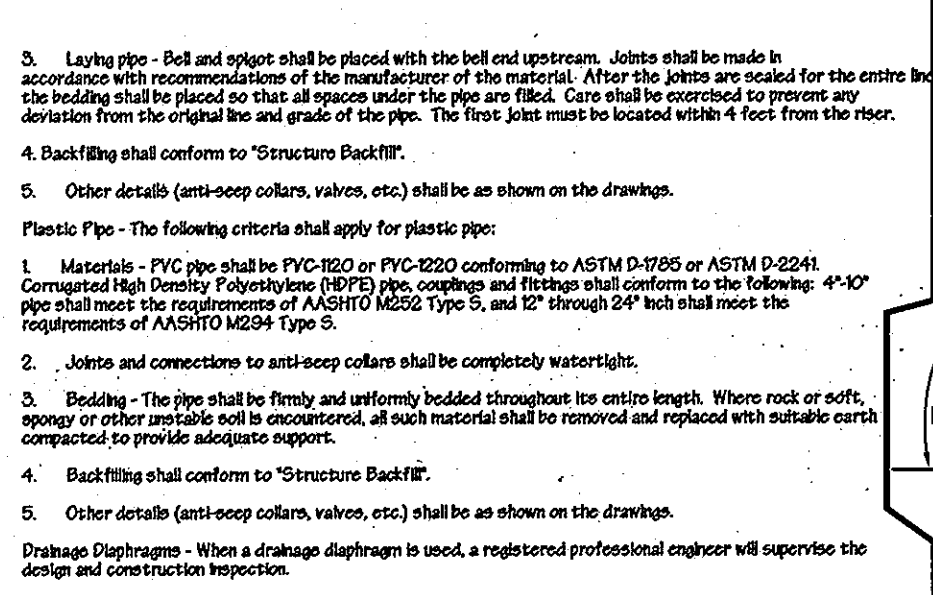 3. Laying pipe - Bell and spigot shall be placed with the bell end upstream. Joints shall be made in
accordance with recommendations of the manufacturer of the material. After the joints are sealed for the entire line
the bedding shall be placed so that all spaces under the pipe are filled. Care shall be exercised to prevent any
deviation from the original line and grade of the pipe. The first joint must be located within 4 feet from the riser.
4. Backfilling shall conform to "Structure Backfill".
5. Other details (anti-seep collars, valves, etc.) shall be as shown on the drawings.
Plastic Pipe - The following criteria shall apply for plastic pipe:
1. Materials - PVC pipe shall be PVC-1120 or PVC-1220 conforming to ASTM D-1785 or ASTM D-2241.
Corrugated High Density Polyethylene (HDPE) pipe, couplings and fittings shall conform to the following: 4"-10"
pipe shall meet the requirements of AASHTO M252 Type S, and 12" through 24" inch shall meet the
requirements of AASHTO M294 Type S.
2. Joints and connections to anti-seep collars shall be completely watertight.
3. Bedding - The pipe shall be firmly and uniformly bedded throughout its entire length. Where rock or soft,
spongy or other unstable soil is encountered, all such material shall be removed and replaced with suitable earth
compacted to provide adequate support.
4. Backfilling shall conform to "Structure Backfill".
5. Other details (anti-seep collars, valves, etc.) shall be as shown on the drawings.
Drainage Diaphragms - When a drainage diaphragm is used, a registered professional engineer will supervise the
design and construction inspection.